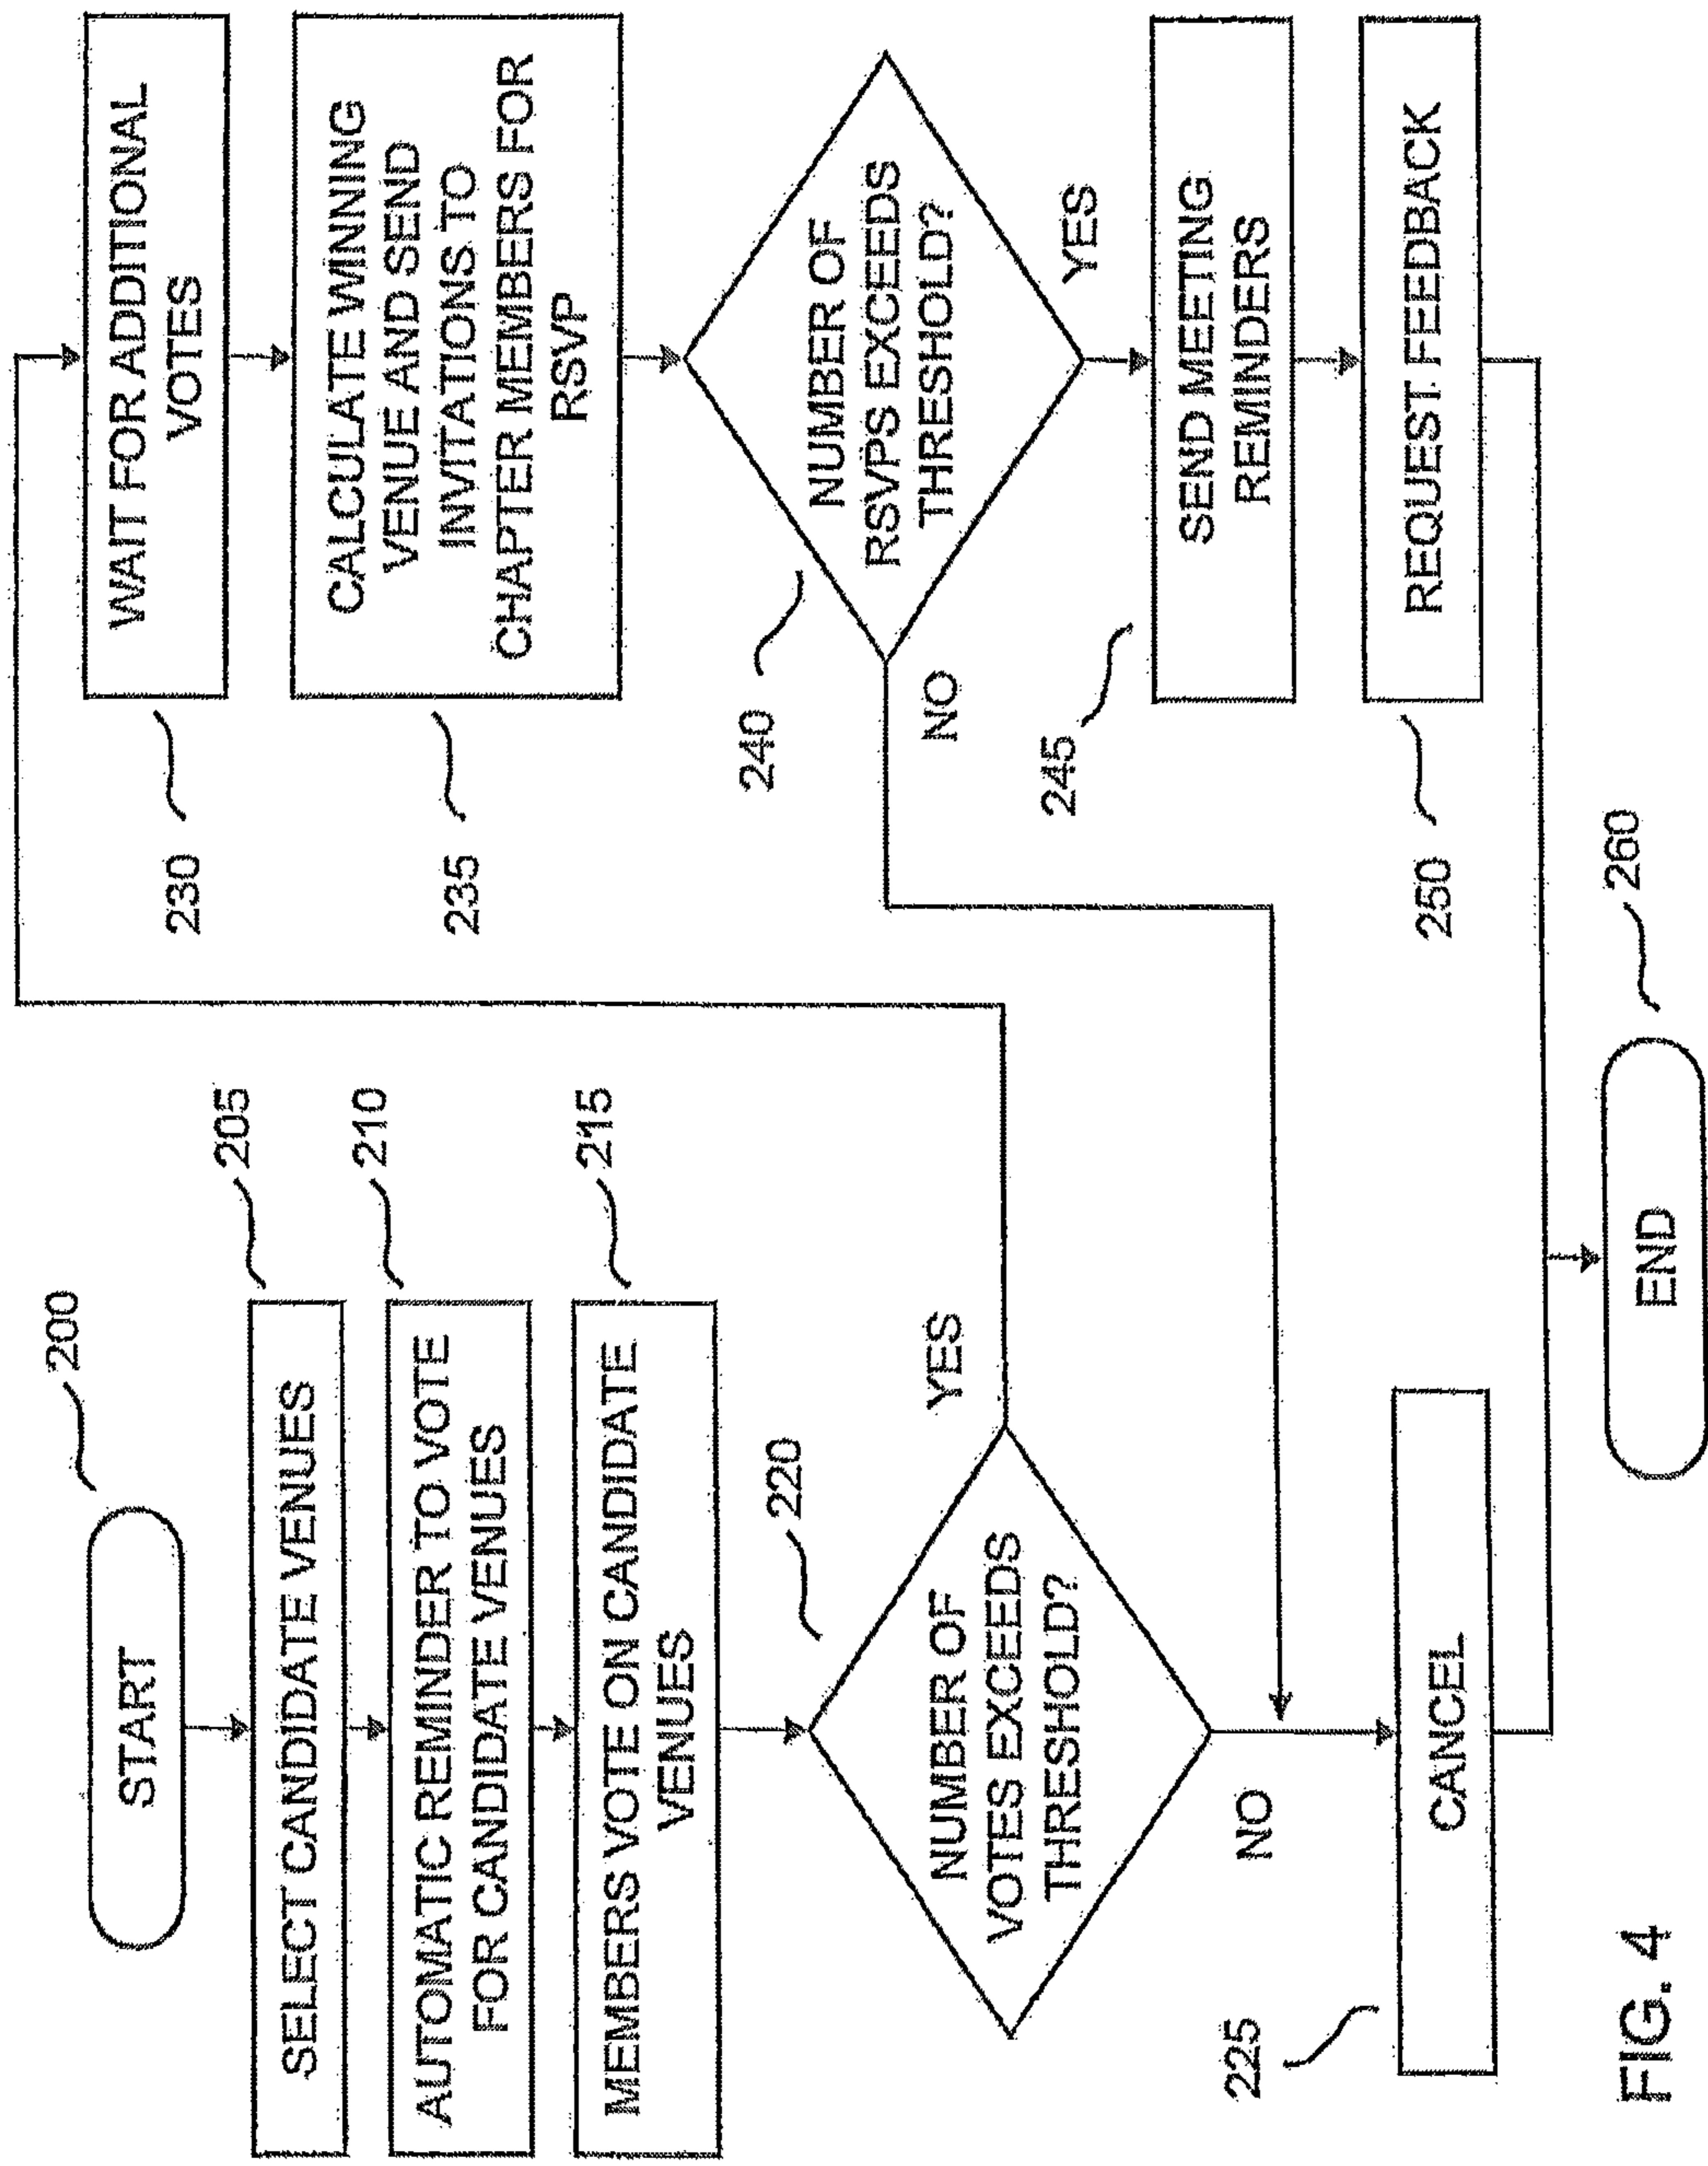 START
200
SELECT CANDIDATE VENUES
205
AUTOMATIC REMINDER TO VOTE
FOR CANDIDATE VENUES
210
MEMBERS VOTE ON CANDIDATE
VENUES
215
NUMBER OF
VOTES EXCEEDS
THRESHOLD?
220
YES
NO
CANCEL
225
WAIT FOR ADDITIONAL
VOTES
230
CALCULATE WINNING
VENUE AND SEND
INVITATIONS TO
CHAPTER MEMBERS FOR
RSVP
235
NUMBER OF
RSVPS EXCEEDS
THRESHOLD?
240
NO
YES
SEND MEETING
REMINDERS
245
REQUEST FEEDBACK
250
END
260
FIG. 4